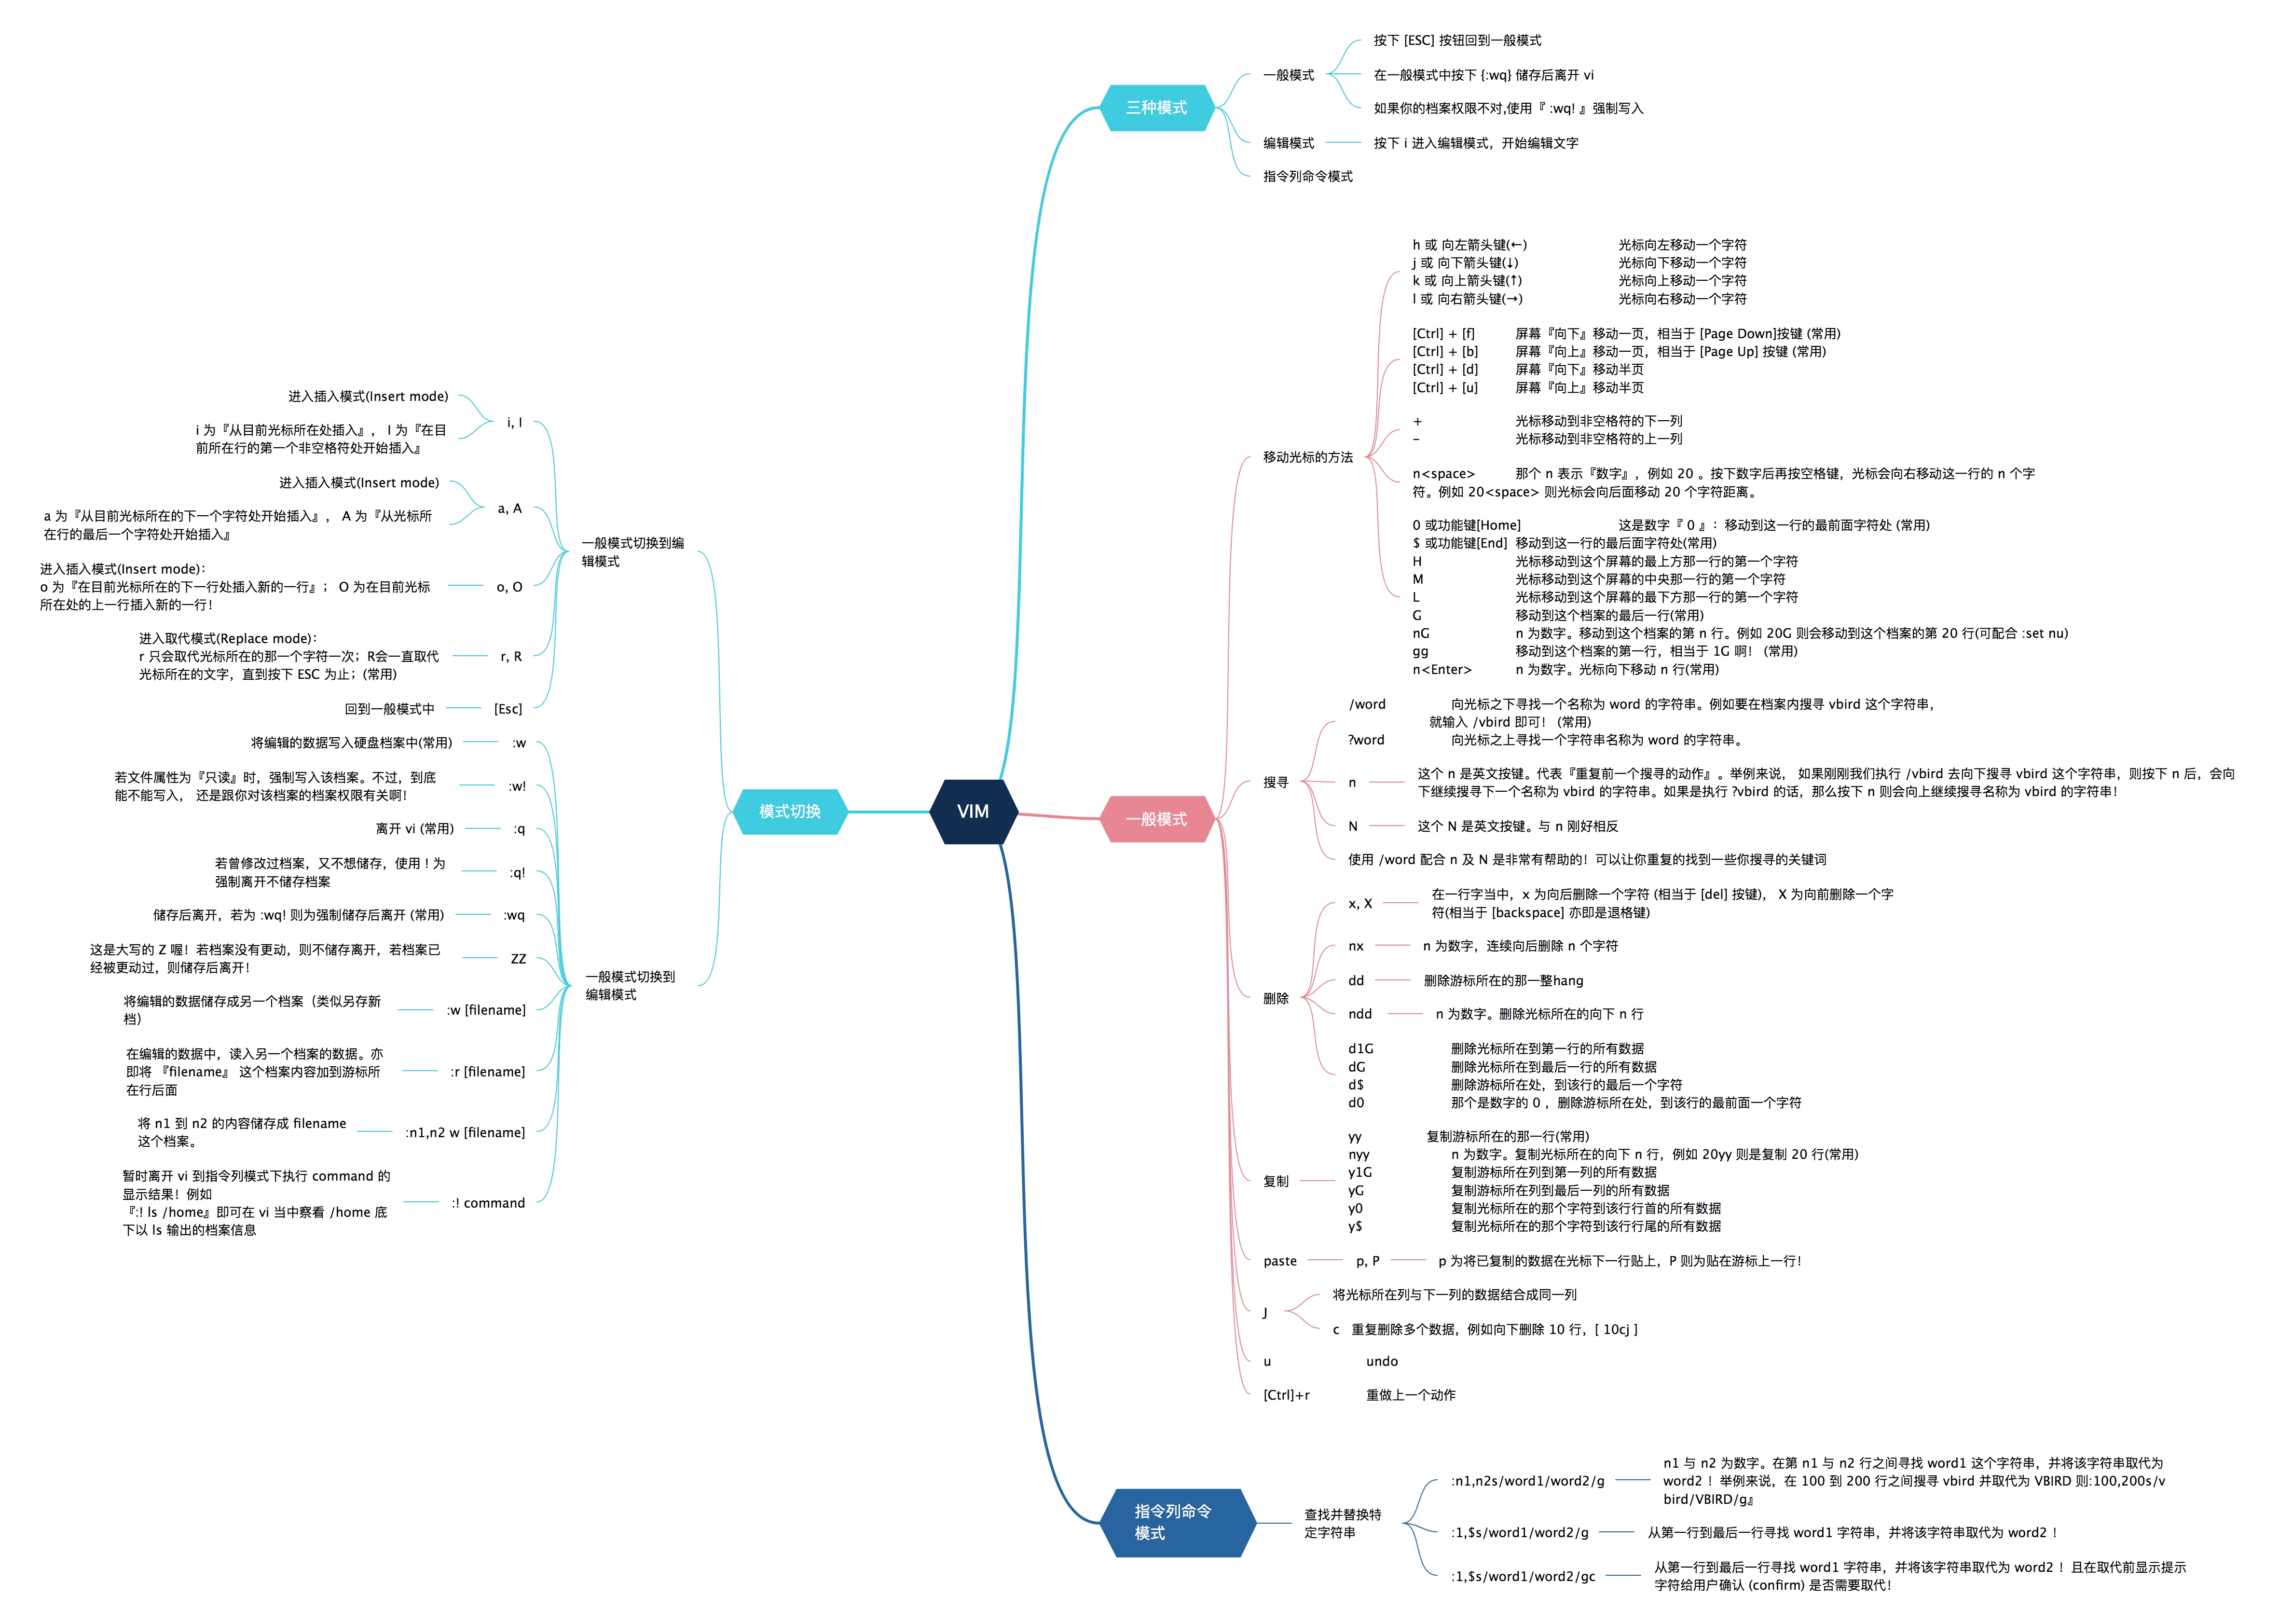 VIM
三种模式
一般模式
按下 [ESC] 按钮回到一般模式
在一般模式中按下 {:wq} 储存后离开 vi
如果你的档案权限不对,使用『 :wq! 』强制写入
编辑模式
按下 i 进入编辑模式，开始编辑文字
指令列命令模式
一般模式
移动光标的方法
h 或 向左箭头键(←) 光标向左移动一个字符
j 或 向下箭头键(↓) 光标向下移动一个字符
k 或 向上箭头键(↑) 光标向上移动一个字符
l 或 向右箭头键(→) 光标向右移动一个字符
[Ctrl] + [f] 屏幕『向下』移动一页，相当于 [Page Down]按键 (常用)
[Ctrl] + [b] 屏幕『向上』移动一页，相当于 [Page Up] 按键 (常用)
[Ctrl] + [d] 屏幕『向下』移动半页
[Ctrl] + [u] 屏幕『向上』移动半页
+ 光标移动到非空格符的下一列
– 光标移动到非空格符的上一列
n<space> 那个 n 表示『数字』，例如 20 。按下数字后再按空格键，光标会向右移动这一行的 n 个字
符。例如 20<space> 则光标会向后面移动 20 个字符距离。
0 或功能键[Home] 这是数字『 0 』：移动到这一行的最前面字符处 (常用)
$ 或功能键[End] 移动到这一行的最后面字符处(常用)
H 光标移动到这个屏幕的最上方那一行的第一个字符
M 光标移动到这个屏幕的中央那一行的第一个字符
L 光标移动到这个屏幕的最下方那一行的第一个字符
G 移动到这个档案的最后一行(常用)
nG n 为数字。移动到这个档案的第 n 行。例如 20G 则会移动到这个档案的第 20 行(可配合 :set nu)
gg 移动到这个档案的第一行，相当于 1G 啊！ (常用)
n<Enter> n 为数字。光标向下移动 n 行(常用)
搜寻
/word 向光标之下寻找一个名称为 word 的字符串。例如要在档案内搜寻 vbird 这个字符串，
就输入 /vbird 即可！ (常用)
?word 向光标之上寻找一个字符串名称为 word 的字符串。
n
这个 n 是英文按键。代表『重复前一个搜寻的动作』。举例来说， 如果刚刚我们执行 /vbird 去向下搜寻 vbird 这个字符串，则按下 n 后，会向
下继续搜寻下一个名称为 vbird 的字符串。如果是执行 ?vbird 的话，那么按下 n 则会向上继续搜寻名称为 vbird 的字符串！
N
这个 N 是英文按键。与 n 刚好相反
使用 /word 配合 n 及 N 是非常有帮助的！可以让你重复的找到一些你搜寻的关键词
删除
x, X
在一行字当中，x 为向后删除一个字符 (相当于 [del] 按键)， X 为向前删除一个字
符(相当于 [backspace] 亦即是退格键)
nx
n 为数字，连续向后删除 n 个字符
dd
删除游标所在的那一整hang
ndd
n 为数字。删除光标所在的向下 n 行
d1G 删除光标所在到第一行的所有数据
dG 删除光标所在到最后一行的所有数据
d$ 删除游标所在处，到该行的最后一个字符
d0 那个是数字的 0 ，删除游标所在处，到该行的最前面一个字符
复制
yy 复制游标所在的那一行(常用)
nyy n 为数字。复制光标所在的向下 n 行，例如 20yy 则是复制 20 行(常用)
y1G 复制游标所在列到第一列的所有数据
yG 复制游标所在列到最后一列的所有数据
y0 复制光标所在的那个字符到该行行首的所有数据
y$ 复制光标所在的那个字符到该行行尾的所有数据
paste
p, P
p 为将已复制的数据在光标下一行贴上，P 则为贴在游标上一行！
J
将光标所在列与下一列的数据结合成同一列
c 重复删除多个数据，例如向下删除 10 行，[ 10cj ]
u undo
[Ctrl]+r 重做上一个动作
指令列命令
模式
查找并替换特
定字符串
:n1,n2s/word1/word2/g
n1 与 n2 为数字。在第 n1 与 n2 行之间寻找 word1 这个字符串，并将该字符串取代为
word2 ！举例来说，在 100 到 200 行之间搜寻 vbird 并取代为 VBIRD 则:100,200s/v
bird/VBIRD/g』
:1,$s/word1/word2/g
从第一行到最后一行寻找 word1 字符串，并将该字符串取代为 word2 ！
:1,$s/word1/word2/gc
从第一行到最后一行寻找 word1 字符串，并将该字符串取代为 word2 ！且在取代前显示提示
字符给用户确认 (confirm) 是否需要取代！
模式切换
一般模式切换到编
辑模式
i, I
进入插入模式(Insert mode)
i 为『从目前光标所在处插入』， I 为『在目
前所在行的第一个非空格符处开始插入』
a, A
进入插入模式(Insert mode)
a 为『从目前光标所在的下一个字符处开始插入』， A 为『从光标所
在行的最后一个字符处开始插入』
o, O
进入插入模式(Insert mode)：
o 为『在目前光标所在的下一行处插入新的一行』； O 为在目前光标
所在处的上一行插入新的一行！
r, R
进入取代模式(Replace mode)：
r 只会取代光标所在的那一个字符一次；R会一直取代
光标所在的文字，直到按下 ESC 为止；(常用)
[Esc]
回到一般模式中
一般模式切换到
编辑模式
:w
将编辑的数据写入硬盘档案中(常用)
:w!
若文件属性为『只读』时，强制写入该档案。不过，到底
能不能写入， 还是跟你对该档案的档案权限有关啊！
:q
离开 vi (常用)
:q!
若曾修改过档案，又不想储存，使用 ! 为
强制离开不储存档案
:wq
储存后离开，若为 :wq! 则为强制储存后离开 (常用)
ZZ
这是大写的 Z 喔！若档案没有更动，则不储存离开，若档案已
经被更动过，则储存后离开！
:w [filename]
将编辑的数据储存成另一个档案（类似另存新
档）
:r [filename]
在编辑的数据中，读入另一个档案的数据。亦
即将 『filename』 这个档案内容加到游标所
在行后面
:n1,n2 w [filename]
将 n1 到 n2 的内容储存成 filename
这个档案。
:! command
暂时离开 vi 到指令列模式下执行 command 的
显示结果！例如
『:! ls /home』即可在 vi 当中察看 /home 底
下以 ls 输出的档案信息